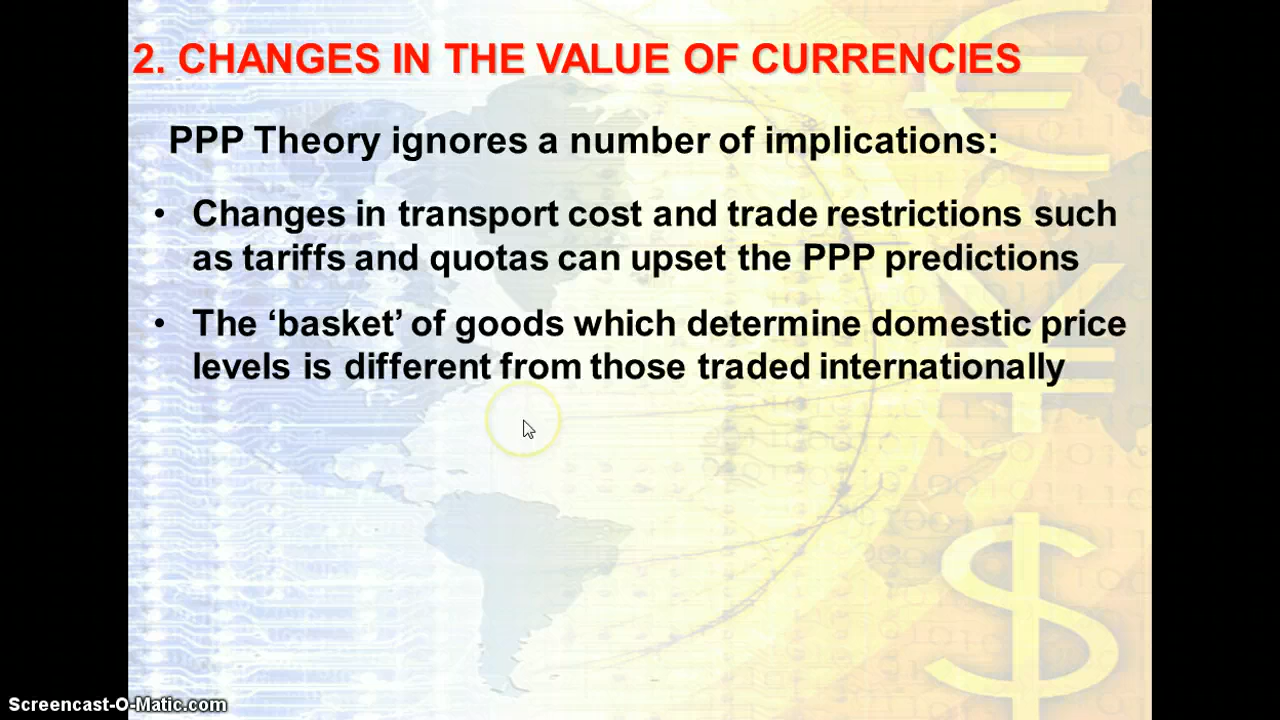 2. CHANGES IN THE VALUE OF CURRENCIES
PPP Theory ignores a number of implications:
• Changes in transport cost and trade restrictions such
as tariffs and quotas can upset the PPP predictions
• The ‘basket’ of goods which determine domestic price
levels is different from those traded internationally
Screencast-O-Matic.com